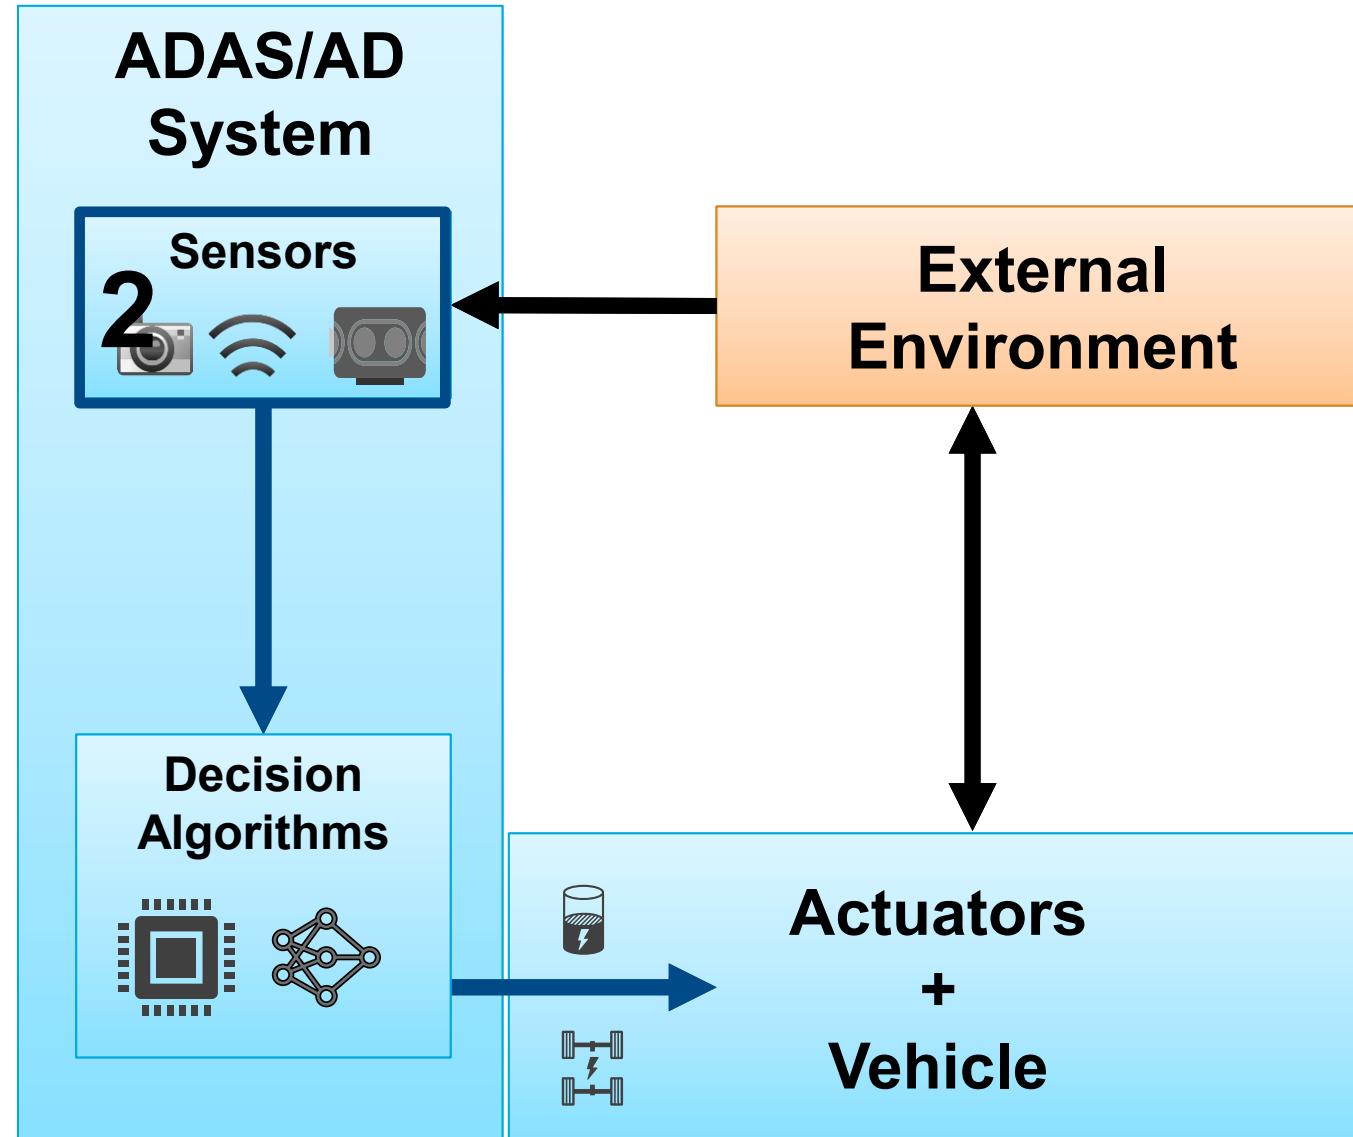 ADAS/AD
System
Sensors
2
External
Environment
Decision
Algorithms
Actuators
+
Vehicle